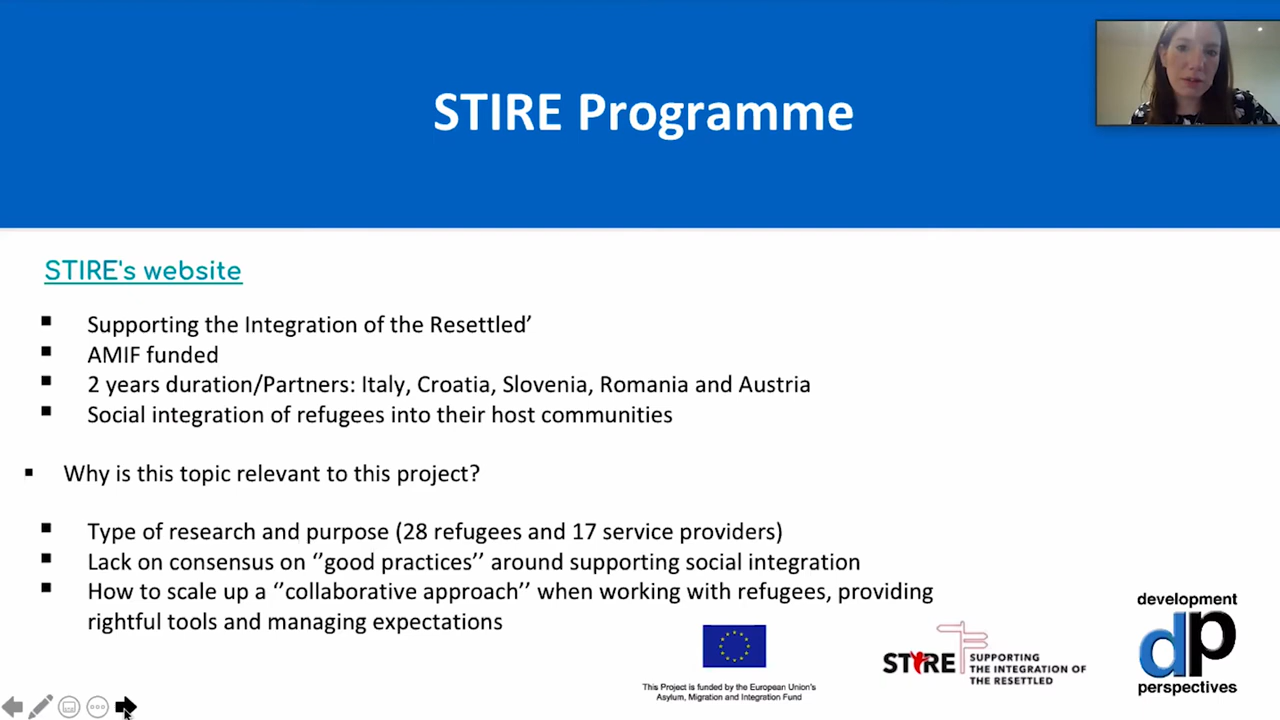 STIRE Programme
STIRE's website
▪ Supporting the Integration of the Resettled’
▪ AMIF funded
▪ 2 years duration/Partners: Italy, Croatia, Slovenia, Romania and Austria
▪ Social integration of refugees into their host communities
▪ Why is this topic relevant to this project?
▪ Type of research and purpose (28 refugees and 17 service providers)
▪ Lack on consensus on ‘’good practices’’ around supporting social integration
▪ How to scale up a ‘’collaborative approach’’ when working with refugees, providing
rightful tools and managing expectations
This Project is funded by the European Union's
Asylum, Migration and Integration Fund
STIRE
SUPPORTING
THE INTEGRATION OF
THE RESETTLED
development
dp
perspectives